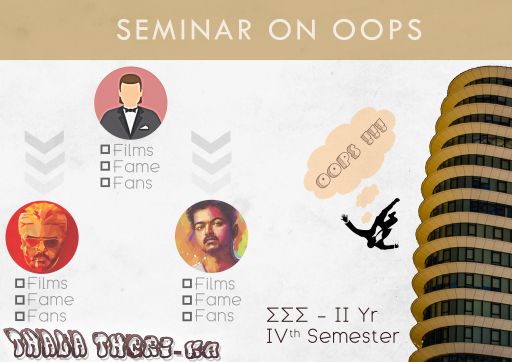 SEMINAR ON OOPS
Films
Fame
Fans
OOPS !!!
Films
Fame
Fans
Films
Fame
Fans
ΣΣΣ - II Yr
IVth Semester
THALA THERI-KA